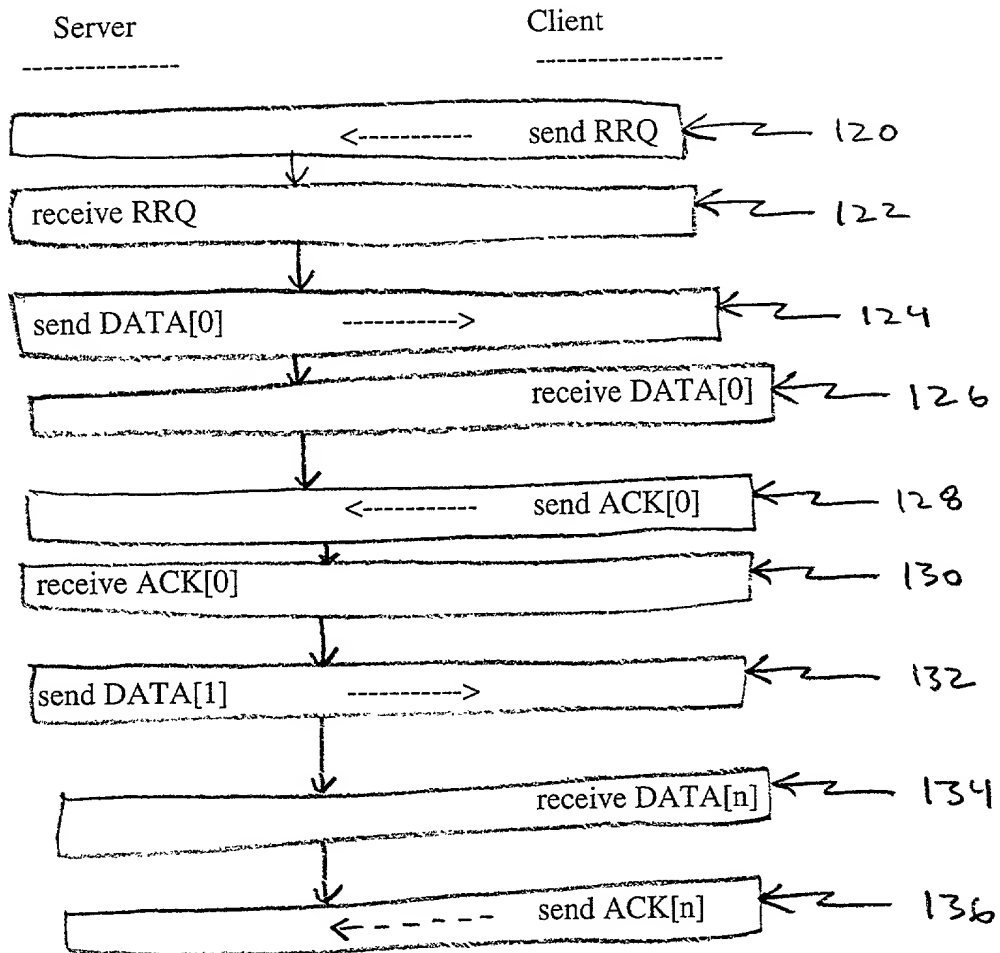 Server Client
--------------- -----------------
<----------- send RRQ 120
receive RRQ 122
send DATA[0] -----------> 124
receive DATA[0] 126
<----------- send ACK[0] 128
receive ACK[0] 130
send DATA[1] -----------> 132
receive DATA[n] 134
<- - - - - send ACK[n] 136